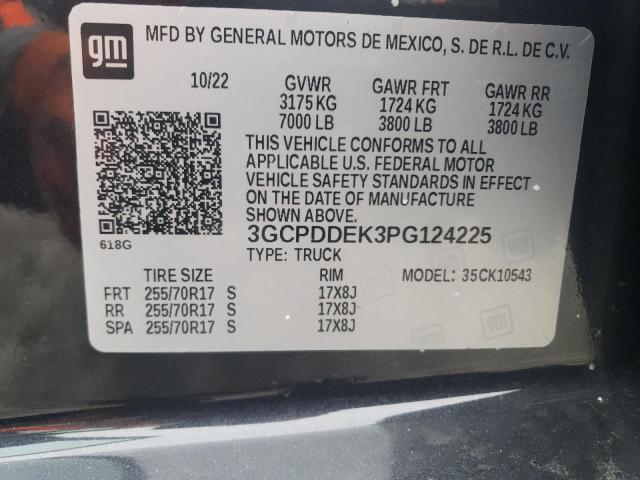 gm
MFD BY GENERAL MOTORS DE MEXICO, S. DE R.L. DE C.V.
10/22 GVWR GAWR FRT GAWR RR
3175 KG 1724 KG 1724 KG
7000 LB 3800 LB 3800 LB
THIS VEHICLE CONFORMS TO ALL
APPLICABLE U.S. FEDERAL MOTOR
VEHICLE SAFETY STANDARDS IN EFFECT
ON THE DATE OF MANUFACTURE
SHOWN ABOVE.
618G
3GCPDDEK3PG124225
TYPE: TRUCK
TIRE SIZE RIM MODEL: 35CK10543
FRT 255/70R17 S 17X8J
RR 255/70R17 S 17X8J
SPA 255/70R17 S 17X8J